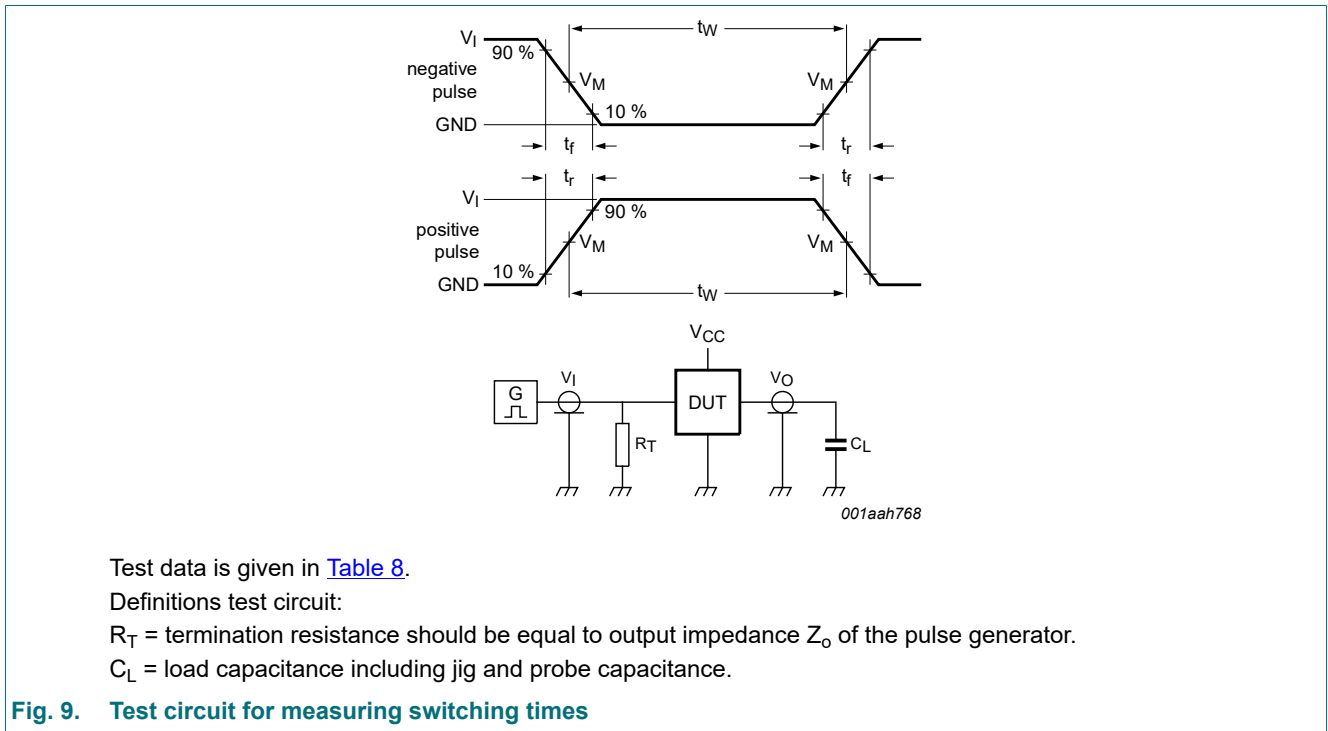 tW
VI
90 %
negative
pulse
VM
VM
10 %
GND
tf
tr
tr
tf
VI
90 %
positive
pulse
VM
VM
10 %
GND
tW
VCC
VI
VO
G
DUT
RT
CL
001aah768
Test data is given in Table 8.
Definitions test circuit:
RT = termination resistance should be equal to output impedance Zo of the pulse generator.
CL = load capacitance including jig and probe capacitance.
Fig. 9. Test circuit for measuring switching times